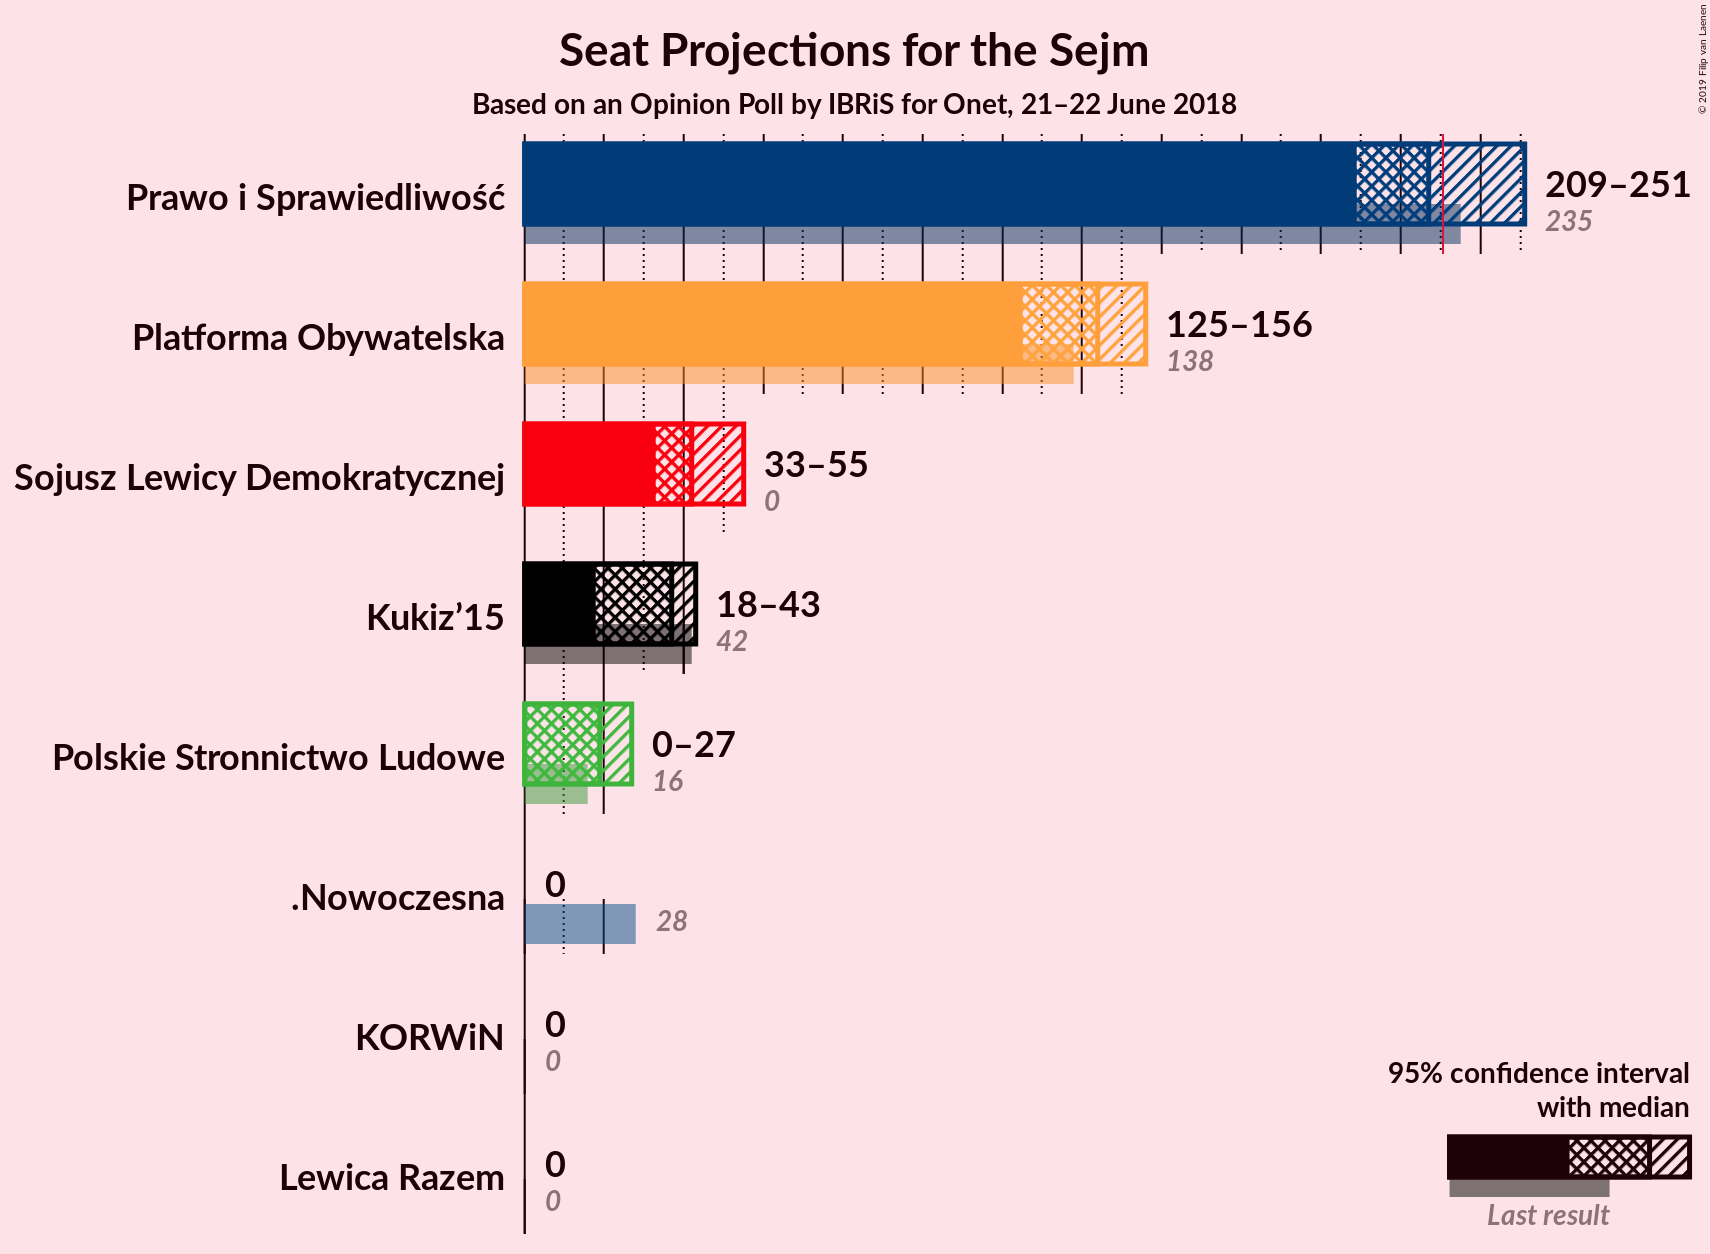 Seat Projections for the Sejm
Based on an Opinion Poll by IBRiS for Onet, 21–22 June 2018
© 2019 Filip van Laenen
Prawo i Sprawiedliwość
209–251
235
Platforma Obywatelska
125–156
138
Sojusz Lewicy Demokratycznej
33–55
0
Kukiz’15
18–43
42
Polskie Stronnictwo Ludowe
0–27
16
.Nowoczesna
0
28
KORWiN
0
0
Lewica Razem
0
0
95% confidence interval
with median
Last result